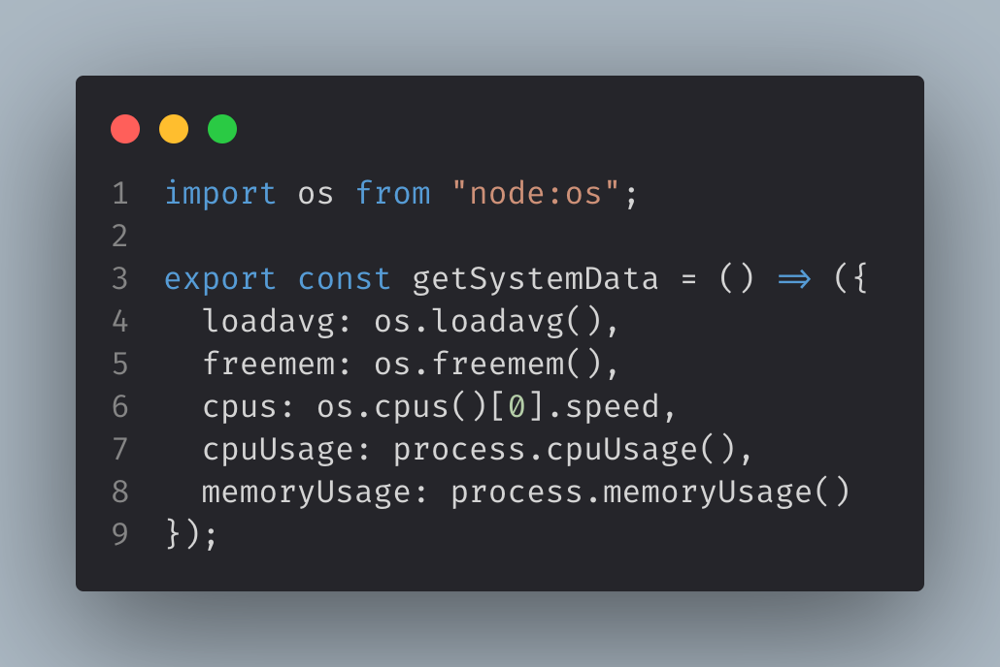 1 import os from "node:os";
2
3 export const getSystemData = () => ({
4   loadavg: os.loadavg(),
5   freemem: os.freemem(),
6   cpus: os.cpus()[0].speed,
7   cpuUsage: process.cpuUsage(),
8   memoryUsage: process.memoryUsage()
9 });